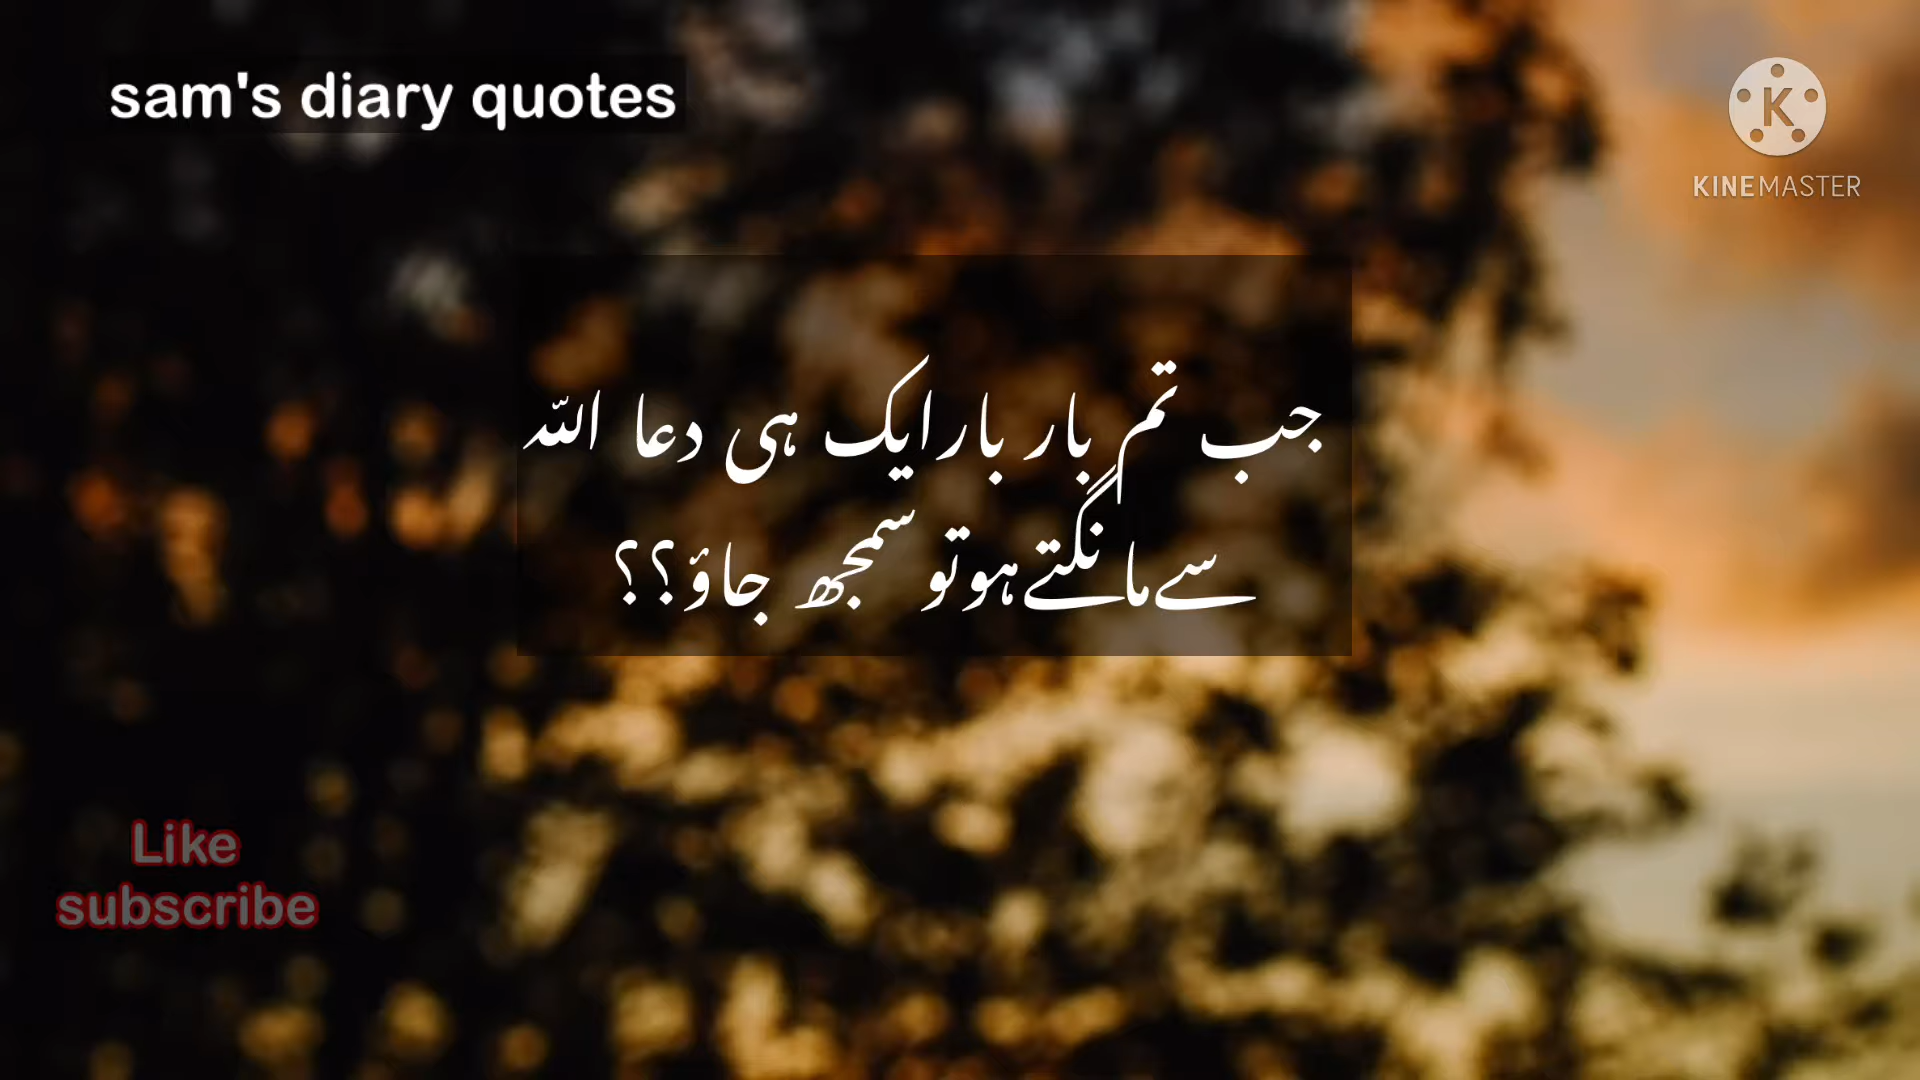 sam's diary quotes
KINEMASTER
جب تم بار بار ایک ہی دعا اللہ
سے مانگتے ہو تو سمجھ جاؤ؟؟
Like
subscribe